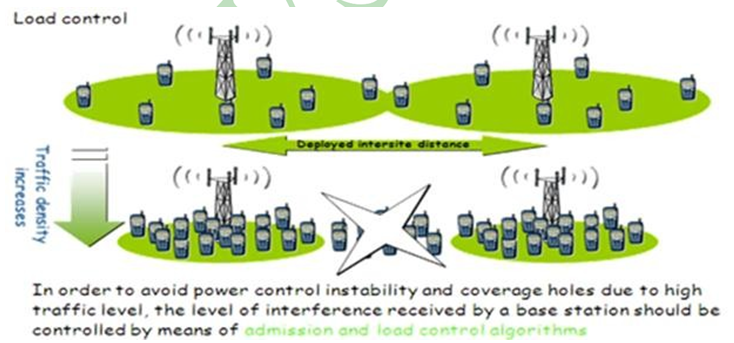 Load control
Deployed intersite distance
Traffic density
increases
In order to avoid power control instability and coverage holes due to high
traffic level, the level of interference received by a base station should be
controlled by means of admission and load control algorithms